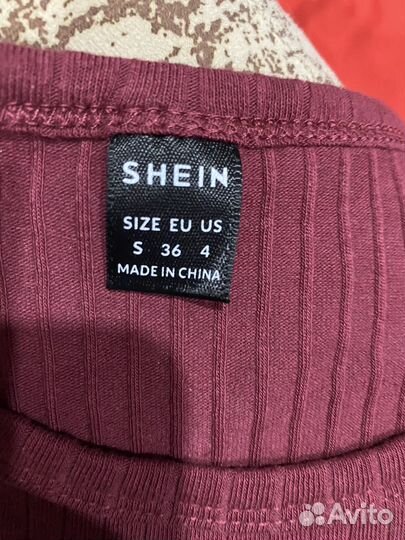 SHEIN
SIZE EU US
S 36 4
MADE IN CHINA
Avito